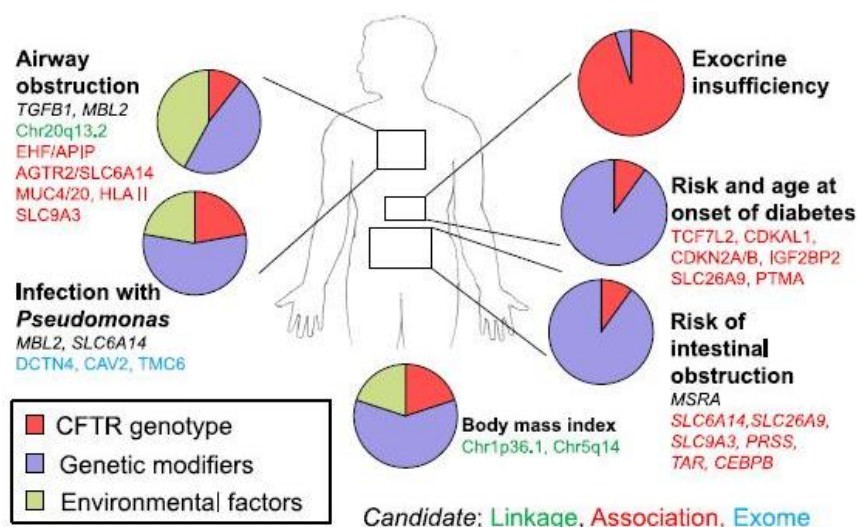 Airway
obstruction
TGFB1, MBL2
Chr20q13.2
EHF/APIP
AGTR2/SLC6A14
MUC4/20, HLA II
SLC9A3
Infection with
Pseudomonas
MBL2, SLC6A14
DCTN4, CAV2, TMC6
Exocrine
insufficiency
Risk and age at
onset of diabetes
TCF7L2, CDKAL1,
CDKN2A/B, IGF2BP2
SLC26A9, PTMA
Risk of
intestinal
obstruction
MSRA
SLC6A14,SLC26A9,
SLC9A3, PRSS,
TAR, CEBPB
Body mass index
Chr1p36.1, Chr5q14
CFTR genotype
Genetic modifiers
Environmental factors
Candidate; Linkage, Association, Exome